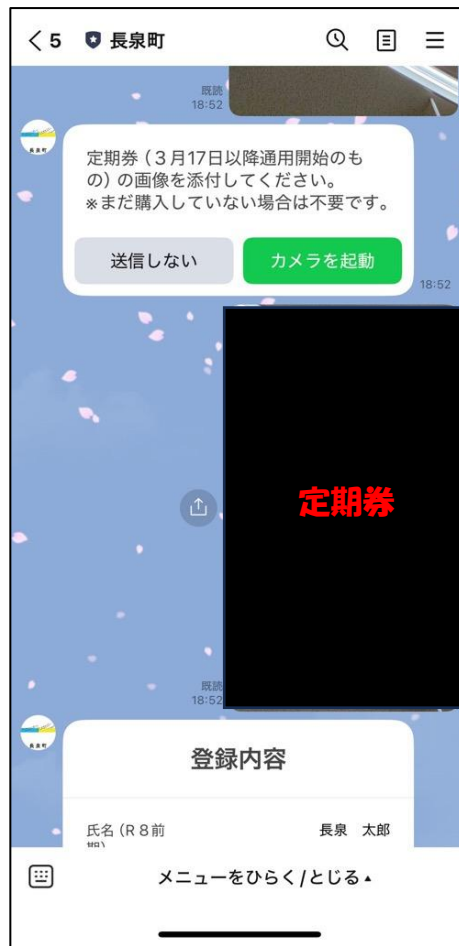 5 長泉町
既読
18:52
定期券（３月17日以降通用開始のも
の）の画像を添付してください。
※まだ購入していない場合は不要です。
送信しない カメラを起動
18:52
定期券
既読
18:52
登録内容
氏名（R８前 長泉　太郎
期）
メニューをひらく/とじる